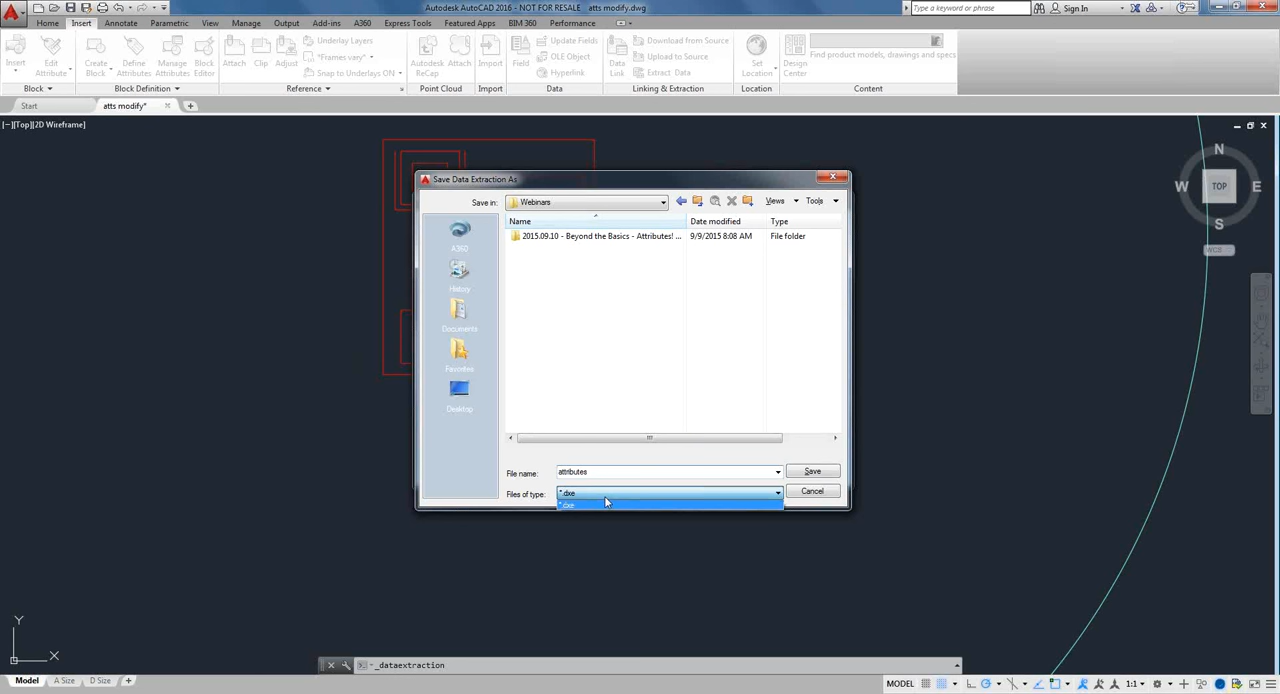 Autodesk AutoCAD 2016 - NOT FOR RESALE atts modify.dwg
Type a keyword or phrase
Sign In
Home Insert Annotate Parametric View Manage Output Add-ins A360 Express Tools Featured Apps BIM 360 Performance
Insert
Edit Attribute
Create Block
Define Attributes
Manage Attributes
Block Editor
Attach
Clip
Adjust
Underlay Layers
*Frames vary*
Snap to Underlays ON
Autodesk ReCap
Attach
Import
Field
Update Fields
OLE Object
Hyperlink
Data Link
Download from Source
Upload to Source
Extract Data
Set Location
Design Center
Find product models, drawings and specs
Block Block Definition Reference Point Cloud Import Data Linking & Extraction Location Content
Start atts modify*
[−][Top][2D Wireframe]
N
W TOP E
S
WCS
Save Data Extraction As
Save in: Webinars Views Tools
Name Date modified Type
2015.09.10 - Beyond the Basics - Attributes! ... 9/9/2015 8:08 AM File folder
A360
History
Documents
Favorites
Desktop
File name: attributes Save
Files of type: *.dxe Cancel
*.dxe
Y
X
_dataextraction
Model A Size D Size
MODEL 1:1